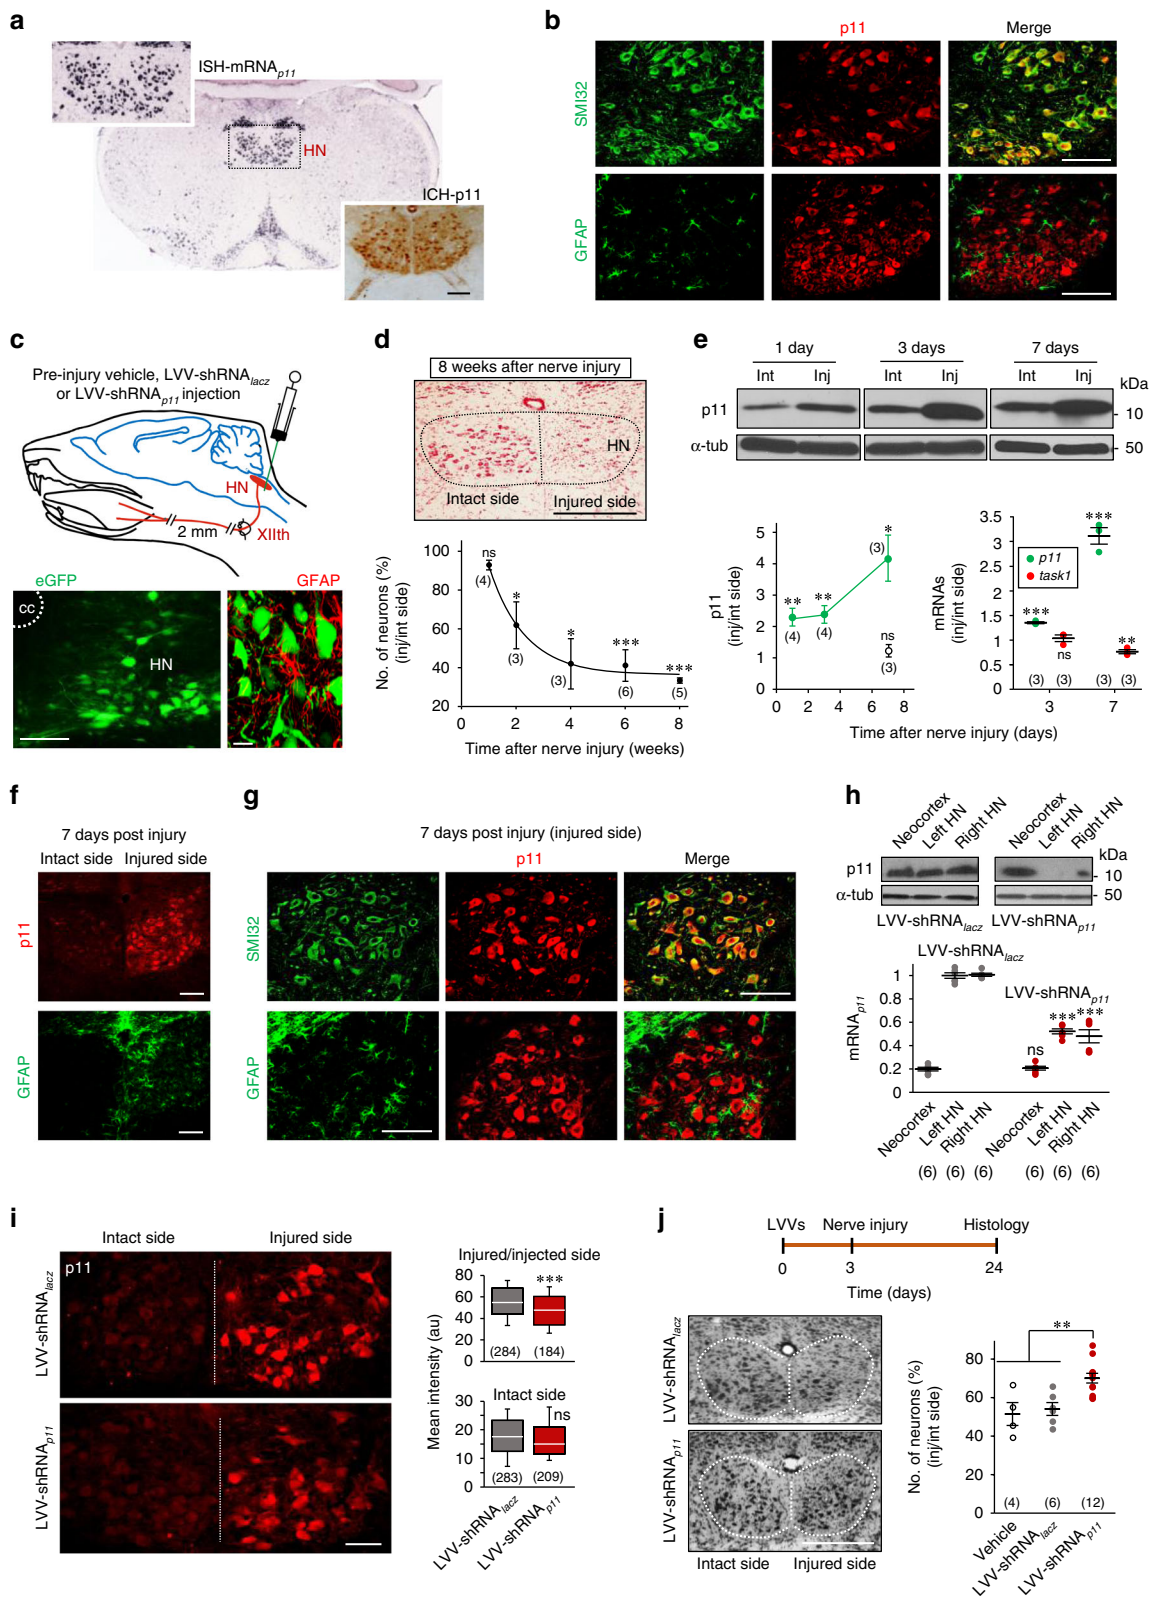 a
ISH-mRNAp11
HN
ICH-p11
b
p11
Merge
SMI32
GFAP
c
Pre-injury vehicle, LVV-shRNAlacz
or LVV-shRNAp11 injection
HN
2 mm
XIIth
eGFP
GFAP
cc
HN
d
8 weeks after nerve injury
HN
Intact side
Injured side
No. of neurons (%)
(inj/int side)
100
80
60
40
20
ns
(4)
*
(3)
*
(3)
***
(6)
***
(5)
0 2 4 6 8
Time after nerve injury (weeks)
e
1 day 3 days 7 days
Int Inj Int Inj Int Inj
kDa
p11
10
α-tub
50
p11
(inj/int side)
5
4
3
2
1
0
**
(4)
**
(4)
*
(3)
ns
(3)
0 2 4 6 8
mRNAs
(inj/int side)
3.5
3
2.5
2
1.5
1
0.5
0
p11
task1
***
ns
***
**
(3) (3) (3) (3)
3 7
Time after nerve injury (days)
f
7 days post injury
Intact side Injured side
p11
GFAP
g
7 days post injury (injured side)
p11
Merge
SMI32
GFAP
h
Neocortex
Left HN
Right HN
Neocortex
Left HN
Right HN
kDa
p11
10
α-tub
50
LVV-shRNAlacz
LVV-shRNAp11
LVV-shRNAlacz
LVV-shRNAp11
mRNAp11
1
0.8
0.6
0.4
0.2
0
ns
***
***
Neocortex
Left HN
Right HN
Neocortex
Left HN
Right HN
(6) (6) (6) (6) (6) (6)
i
Intact side
Injured side
p11
LVV-shRNAlacz
LVV-shRNAp11
Injured/injected side
80
60
40
20
0
***
(284) (184)
Mean intensity (au)
Intact side
30
20
10
0
ns
(283) (209)
LVV-shRNAlacz
LVV-shRNAp11
j
LVVs Nerve injury Histology
0 3 24
Time (days)
LVV-shRNAlacz
LVV-shRNAp11
Intact side Injured side
No. of neurons (%)
(inj/int side)
80
60
40
20
0
**
(4) (6) (12)
Vehicle
LVV-shRNAlacz
LVV-shRNAp11